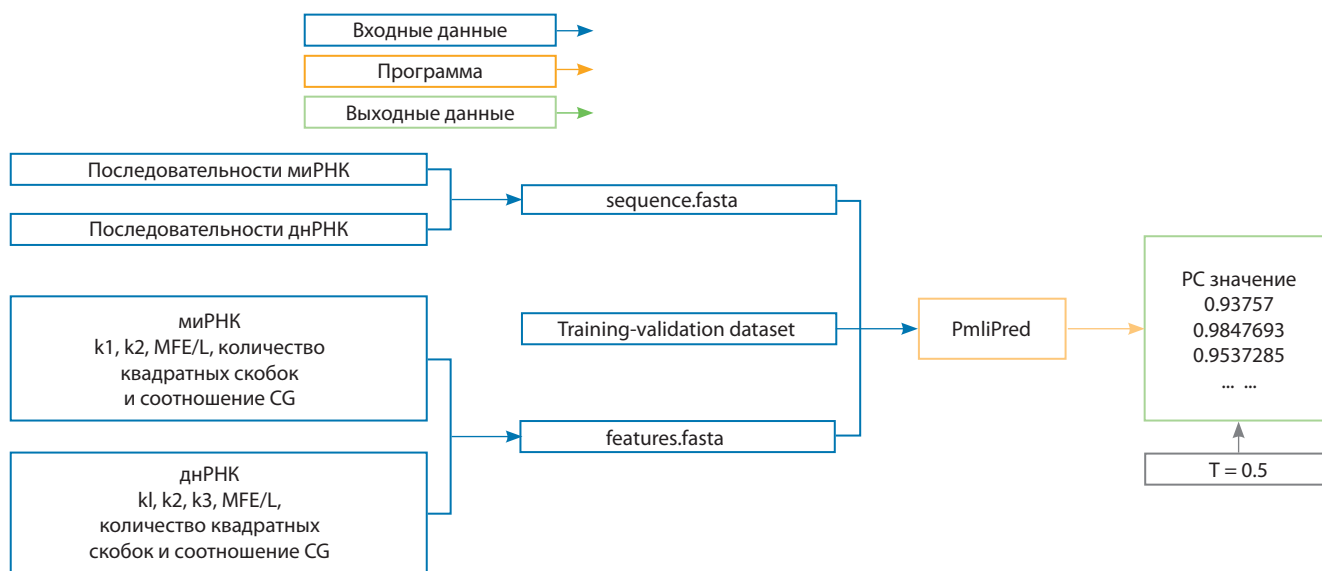 Входные данные
Программа
Выходные данные
Последовательности миРНК
Последовательности днРНК
sequence.fasta
миРНК
k1, k2, MFE/L, количество
квадратных скобок
и соотношение CG
Training-validation dataset
features.fasta
днРНК
kl, k2, k3, MFE/L,
количество квадратных
скобок и соотношение CG
PmliPred
PC значение
0.93757
0.9847693
0.9537285
... ...
T = 0.5